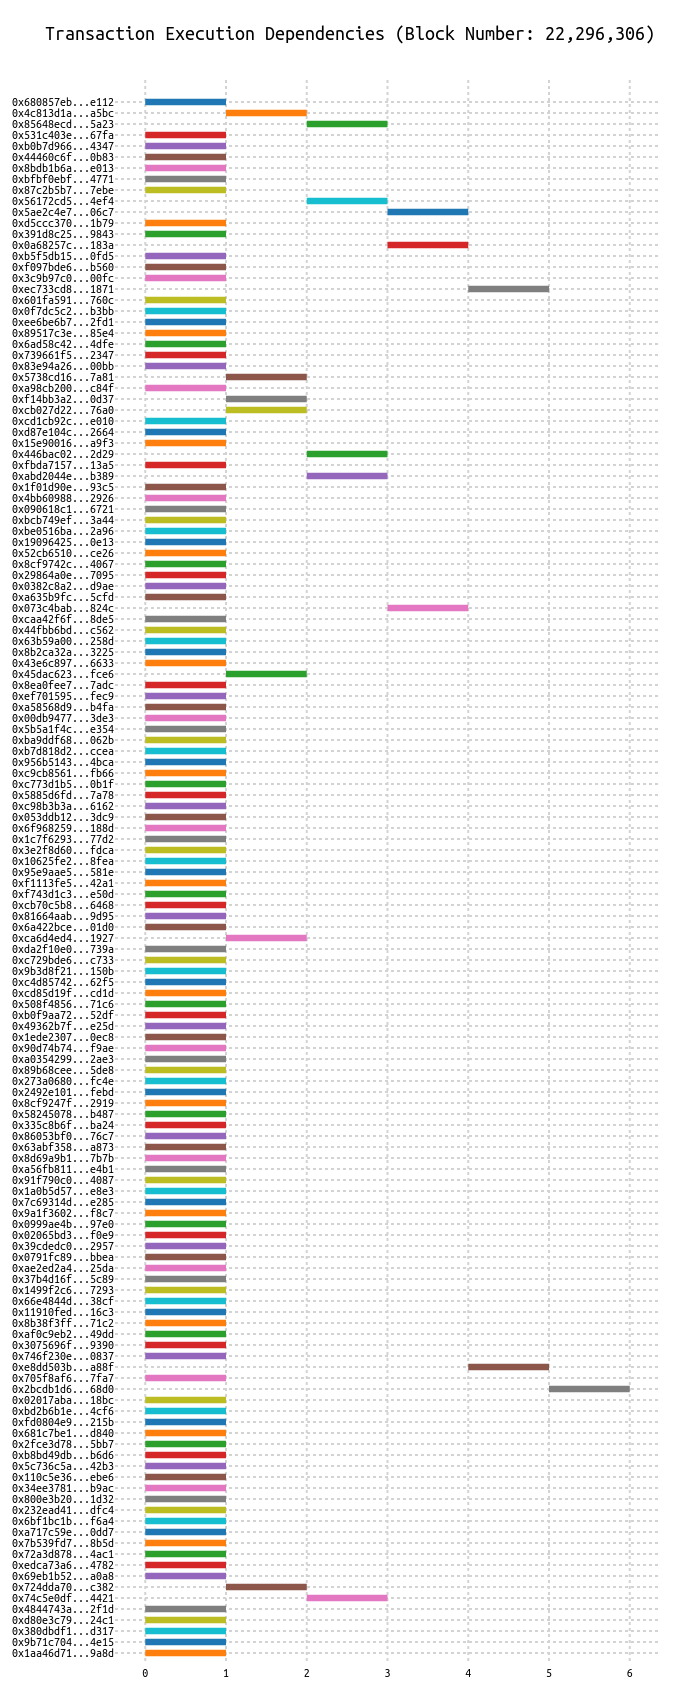 Transaction Execution Dependencies (Block Number: 22,296,306)
0x680857eb...e112
0x4c813d1a...a5bc
0x85648ecd...5a23
0x531c403e...67fa
0xb0b7d966...4347
0x44460c6f...0b83
0x8bdb1b6a...e013
0xbfbf0ebf...4771
0x87c2b5b7...7ebe
0x56172cd5...4ef4
0x5ae2c4e7...06c7
0xd5ccc370...1b79
0x391d8c25...9843
0x0a68257c...183a
0xb5f5db15...0fd5
0xf097bde6...b560
0x3c9b97c0...00fc
0xec733cd8...1871
0x601fa591...760c
0x0f7dc5c2...b3bb
0xee6be6b7...2fd1
0x89517c3e...85e4
0x6ad58c42...4dfe
0x739661f5...2347
0x83e94a26...00bb
0x5738cd16...7a81
0xa98cb200...c84f
0xf14bb3a2...0d37
0xcb027d22...76a0
0xcd1cb92c...e010
0xd87e104c...2664
0x15e90016...a9f3
0x446bac02...2d29
0xfbda7157...13a5
0xabd2044e...b389
0x1f01d90e...93c5
0x4bb60988...2926
0x090618c1...6721
0xbcb749ef...3a44
0xbe0516ba...2a96
0x19096425...0e13
0x52cb6510...ce26
0x8cf9742c...4067
0x29864a0e...7095
0x0382c8a2...d9ae
0xa635b9fc...5cfd
0x073c4bab...824c
0xcaa42f6f...8de5
0x44fbb6bd...c562
0x63b59a00...258d
0x8b2ca32a...3225
0x43e6c897...6633
0x45dac623...fce6
0x8ea0fee7...7adc
0xef701595...fec9
0xa58568d9...b4fa
0x00db9477...3de3
0x5b5a1f4c...e354
0xba9ddf68...062b
0xb7d818d2...ccea
0x956b5143...4bca
0xc9cb8561...fb66
0xc773d1b5...0b1f
0x5885d6fd...7a78
0xc98b3b3a...6162
0x053ddb12...3dc9
0x6f968259...188d
0x1c7f6293...77d2
0x3e2f8d60...fdca
0x10625fe2...8fea
0x95e9aae5...581e
0xf1113fe5...42a1
0xf743d1c3...e50d
0xcb70c5b8...6468
0x81664aab...9d95
0x6a422bce...01d0
0xca6d4ed4...1927
0xda2f10e0...739a
0xc729bde6...c733
0x9b3d8f21...150b
0xc4d85742...62f5
0xcd85d19f...cd1d
0x508f4856...71c6
0xb0f9aa72...52df
0x49362b7f...e25d
0x1ede2307...0ec8
0x90d74b74...f9ae
0xa0354299...2ae3
0x89b68cee...5de8
0x273a0680...fc4e
0x2492e101...febd
0x8cf9247f...2919
0x58245078...b487
0x335c8b6f...ba24
0x86053bf0...76c7
0x63abf358...a873
0x8d69a9b1...7b7b
0xa56fb811...e4b1
0x91f790c0...4087
0x1a0b5d57...e8e3
0x7c69314d...e285
0x9a1f3602...f8c7
0x0999ae4b...97e0
0x02065bd3...f0e9
0x39cdedc0...2957
0x0791fc89...bbea
0xae2ed2a4...25da
0x37b4d16f...5c89
0x1499f2c6...7293
0x66e4844d...38cf
0x11910fed...16c3
0x8b38f3ff...71c2
0xaf0c9eb2...49dd
0x3075696f...9390
0x746f230e...0837
0xe8dd503b...a88f
0x705f8af6...7fa7
0x2bcdb1d6...68d0
0x02017aba...18bc
0xbd2b6b1e...4cf6
0xfd0804e9...215b
0x681c7be1...d840
0x2fce3d78...5bb7
0xb8bd49db...b6d6
0x5c736c5a...42b3
0x110c5e36...ebe6
0x34ee3781...b9ac
0x800e3b20...1d32
0x232ead41...dfc4
0x6bf1bc1b...f6a4
0xa717c59e...0dd7
0x7b539fd7...8b5d
0x72a3d878...4ac1
0xedca73a6...4782
0x69eb1b52...a0a8
0x724dda70...c382
0x74c5e0df...4421
0x4844743a...2f1d
0xd80e3c79...24c1
0x380dbdf1...d317
0x9b71c704...4e15
0x1aa46d71...9a8d
0 1 2 3 4 5 6